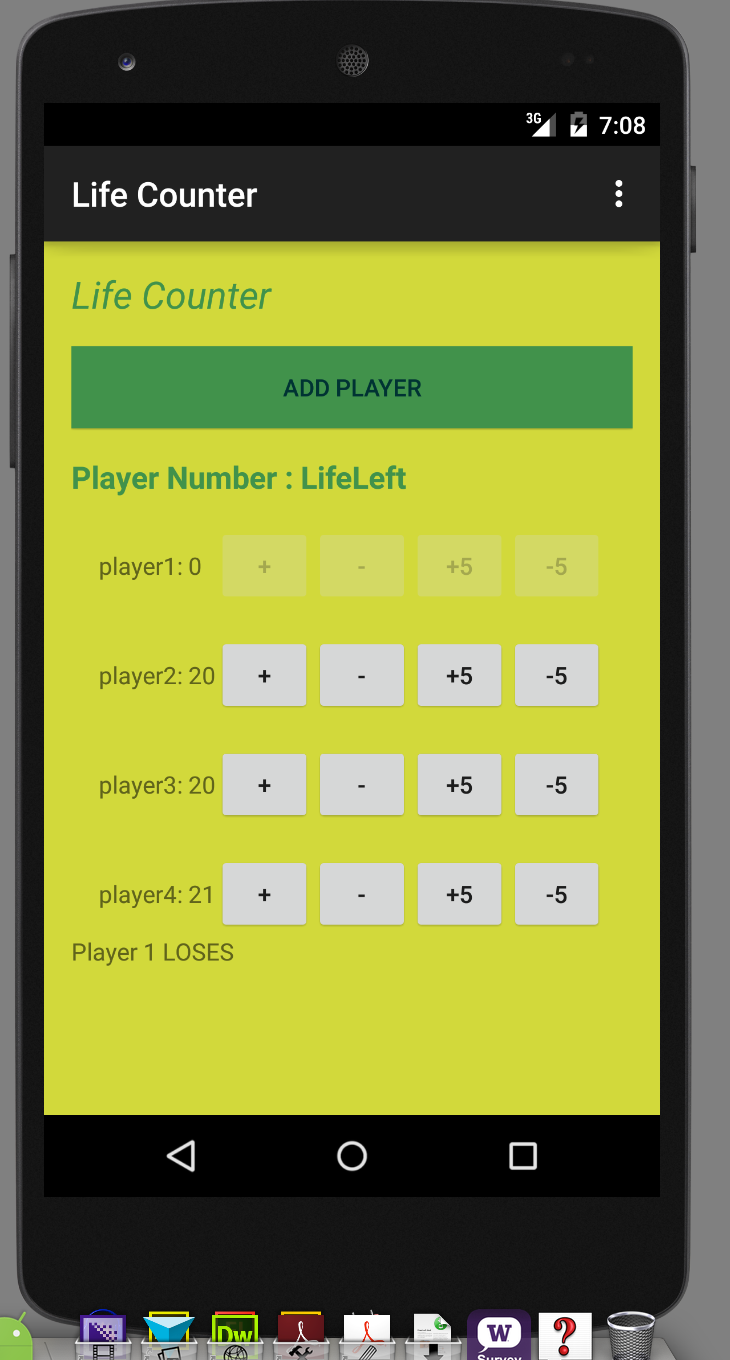 3G 7:08
Life Counter
Life Counter
ADD PLAYER
Player Number : LifeLeft
player1: 0 + - +5 -5
player2: 20 + - +5 -5
player3: 20 + - +5 -5
player4: 21 + - +5 -5
Player 1 LOSES
Dw W ?
Survey